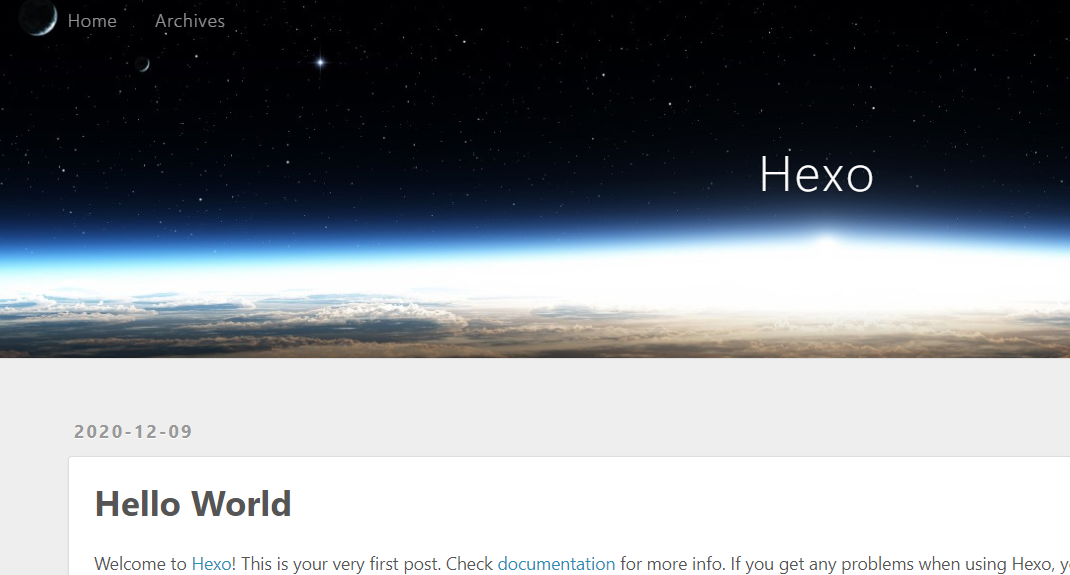 Home Archives
Hexo
2020-12-09
Hello World
Welcome to Hexo! This is your very first post. Check documentation for more info. If you get any problems when using Hexo,